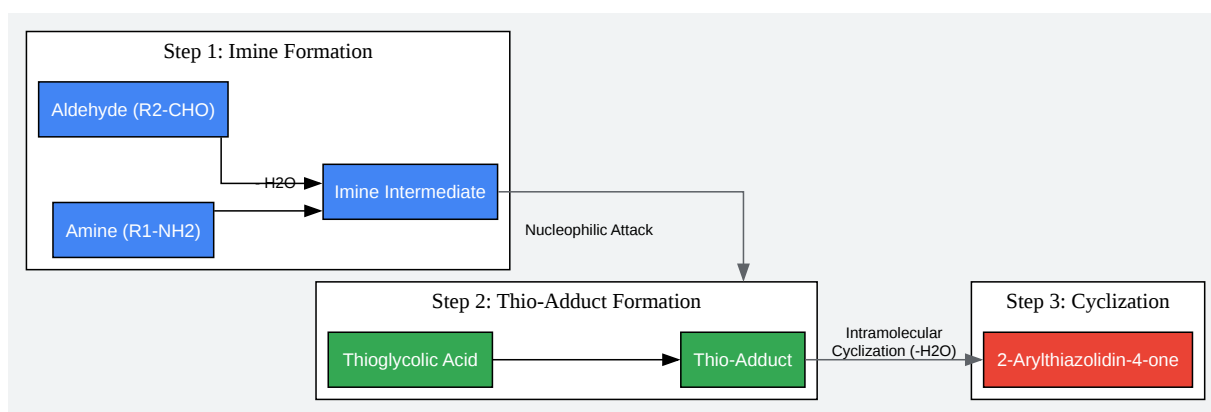 Step 1: Imine Formation
Aldehyde (R2-CHO)
- H2O
Imine Intermediate
Amine (R1-NH2)
Nucleophilic Attack
Step 2: Thio-Adduct Formation
Thioglycolic Acid
Thio-Adduct
Intramolecular
Cyclization (-H2O)
Step 3: Cyclization
2-Arylthiazolidin-4-one